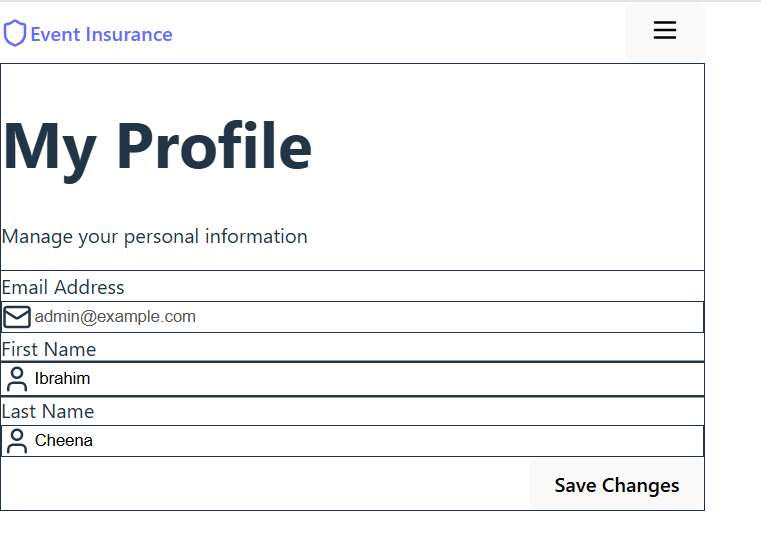 Event Insurance
My Profile
Manage your personal information
Email Address
admin@example.com
First Name
Ibrahim
Last Name
Cheena
Save Changes